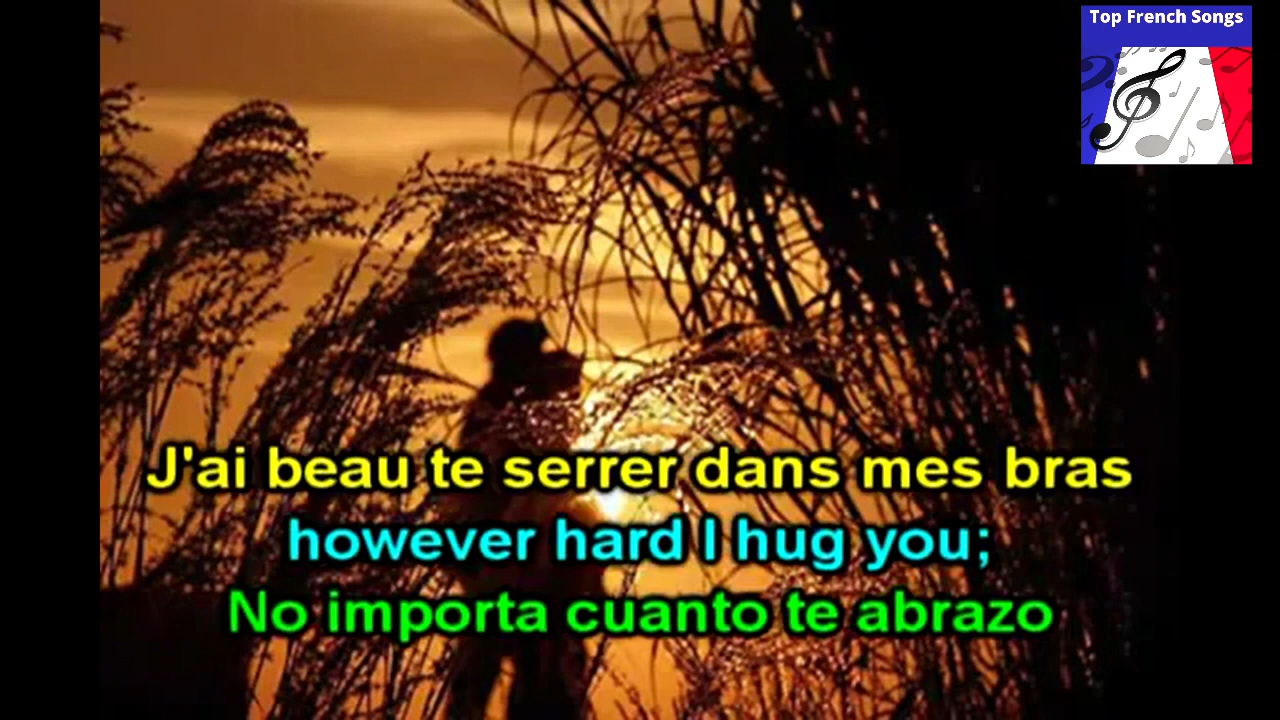 Top French Songs
J'ai beau te serrer dans mes bras
however hard I hug you;
No importa cuanto te abrazo